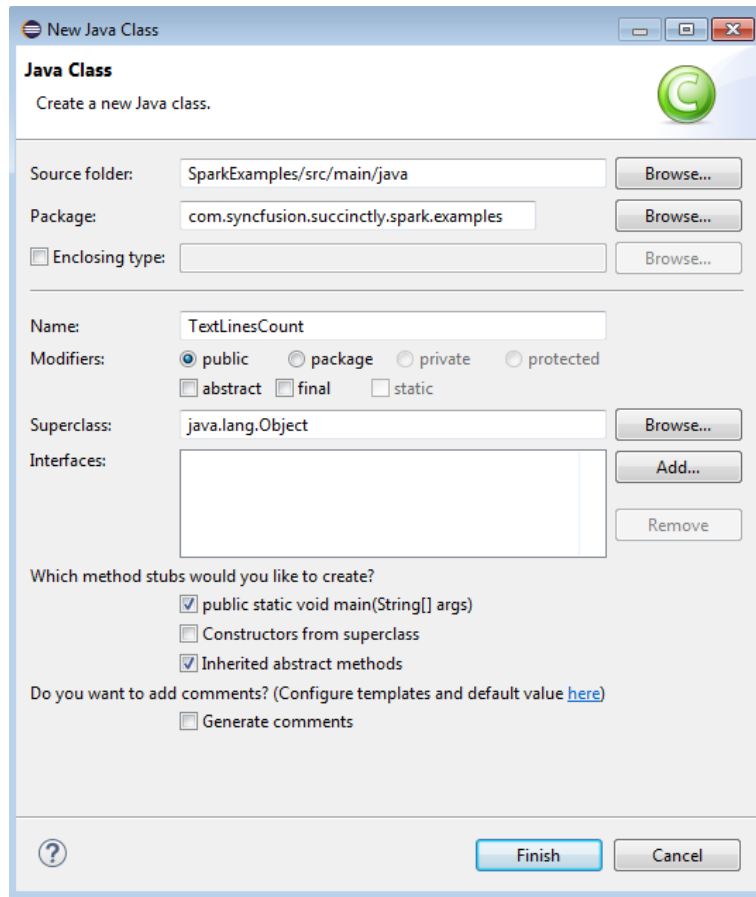 New Java Class
Java Class
Create a new Java class.
Source folder: SparkExamples/src/main/java Browse...
Package: com.syncfusion.succinctly.spark.examples Browse...
Enclosing type: Browse...
Name: TextLinesCount
Modifiers: public package private protected
abstract final static
Superclass: java.lang.Object Browse...
Interfaces: Add...
Remove
Which method stubs would you like to create?
public static void main(String[] args)
Constructors from superclass
Inherited abstract methods
Do you want to add comments? (Configure templates and default value here)
Generate comments
? Finish Cancel